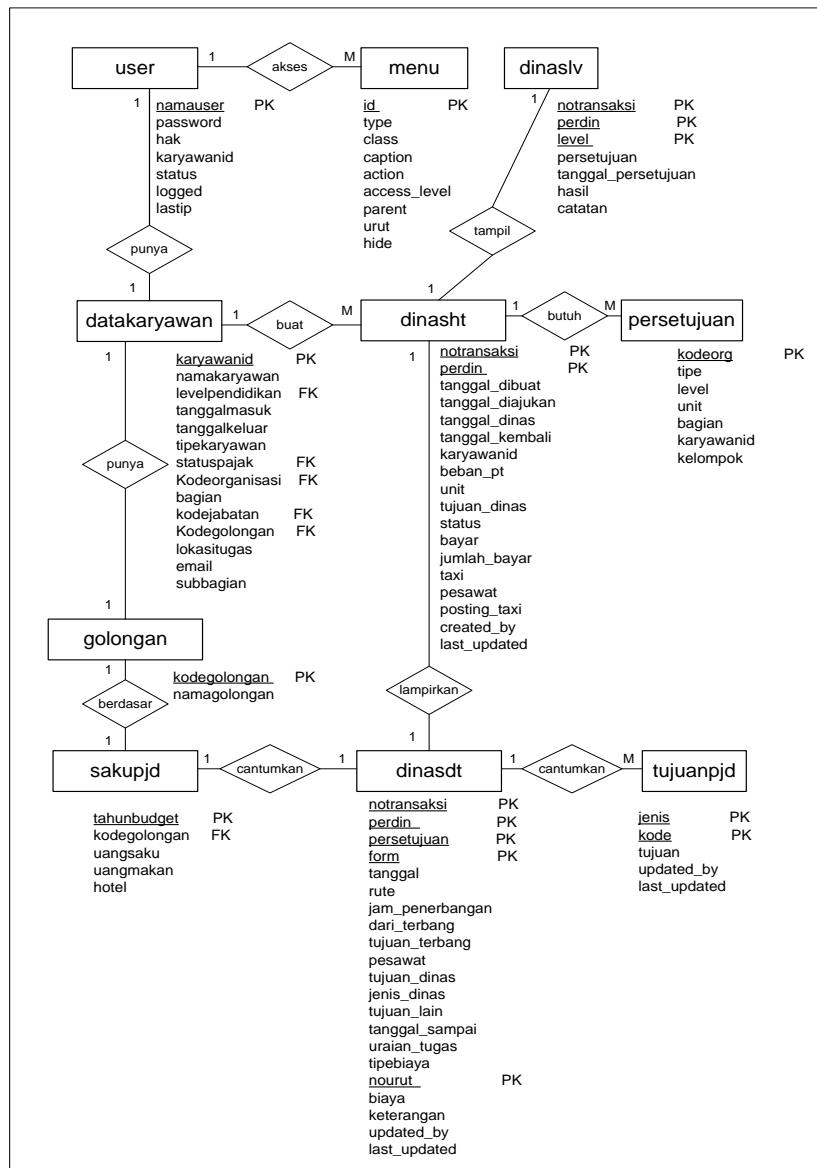 user
1
akses
M
menu
dinaslv
1
namauser PK
password
hak
karyawanid
status
logged
lastip
id PK
type
class
caption
action
access_level
parent
urut
hide
1
notransaksi PK
perdin PK
level PK
persetujuan
tanggal_persetujuan
hasil
catatan
punya
tampil
1
1
datakaryawan
1
buat
M
dinasht
1
butuh
M
persetujuan
1
karyawanid PK
namakaryawan
levelpendidikan FK
tanggalmasuk
tanggalkeluar
tipekaryawan
statuspajak FK
Kodeorganisasi FK
bagian
kodejabatan FK
Kodegolongan FK
lokasitugas
email
subbagian
1
notransaksi PK
perdin PK
tanggal_dibuat
tanggal_diajukan
tanggal_dinas
tanggal_kembali
karyawanid
beban_pt
unit
tujuan_dinas
status
bayar
jumlah_bayar
taxi
pesawat
posting_taxi
created_by
last_updated
kodeorg PK
tipe
level
unit
bagian
karyawanid
kelompok
punya
1
golongan
1
kodegolongan PK
namagolongan
berdasar
lampirkan
1
1
sakupjd
1
cantumkan
1
dinasdt
1
cantumkan
M
tujuanpjd
tahunbudget PK
kodegolongan FK
uangsaku
uangmakan
hotel
notransaksi PK
perdin PK
persetujuan PK
form PK
tanggal
rute
jam_penerbangan
dari_terbang
tujuan_terbang
pesawat
tujuan_dinas
jenis_dinas
tujuan_lain
tanggal_sampai
uraian_tugas
tipebiaya
nourut PK
biaya
keterangan
updated_by
last_updated
jenis PK
kode PK
tujuan
updated_by
last_updated